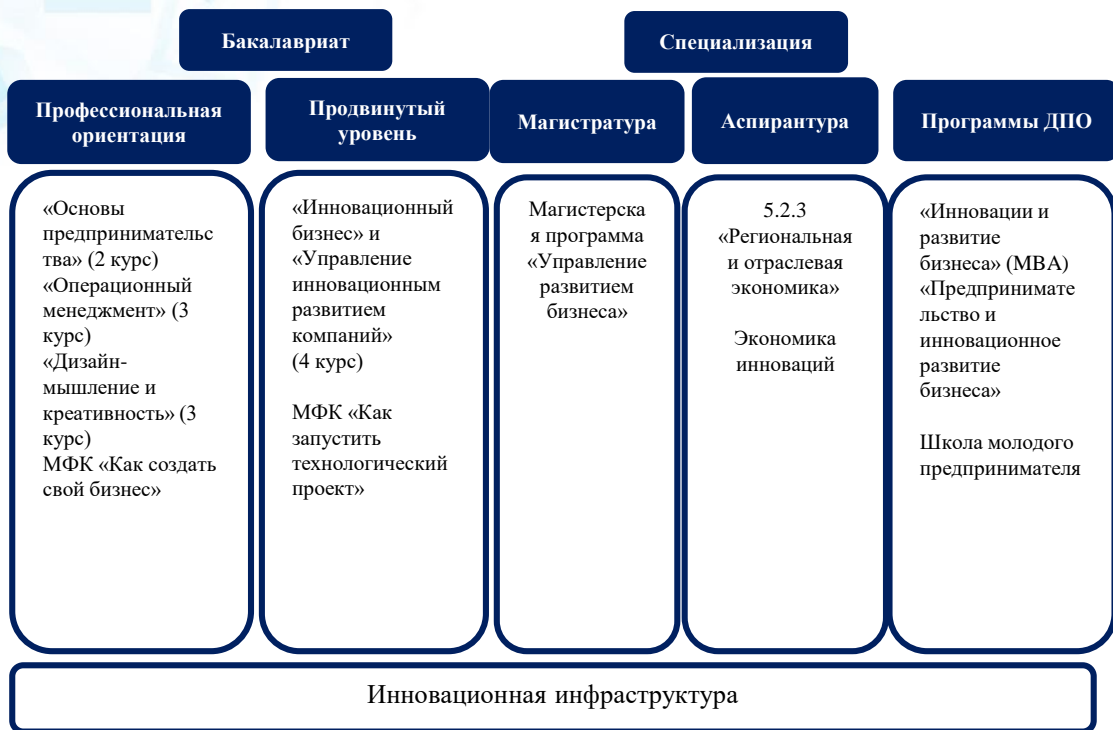 Бакалавриат
Специализация
Профессиональная
ориентация
Продвинутый
уровень
Магистратура
Аспирантура
Программы ДПО
«Основы
предпринимательс
тва» (2 курс)
«Операционный
менеджмент» (3
курс)
«Дизайн-
мышление и
креативность» (3
курс)
МФК «Как создать
свой бизнес»
«Инновационный
бизнес» и
«Управление
инновационным
развитием
компаний»
(4 курс)
МФК «Как
запустить
технологический
проект»
Магистерска
я программа
«Управление
развитием
бизнеса»
5.2.3
«Региональная
и отраслевая
экономика»
Экономика
инноваций
«Инновации и
развитие
бизнеса» (МВА)
«Предпринимате
льство и
инновационное
развитие
бизнеса»
Школа молодого
предпринимателя
Инновационная инфраструктура